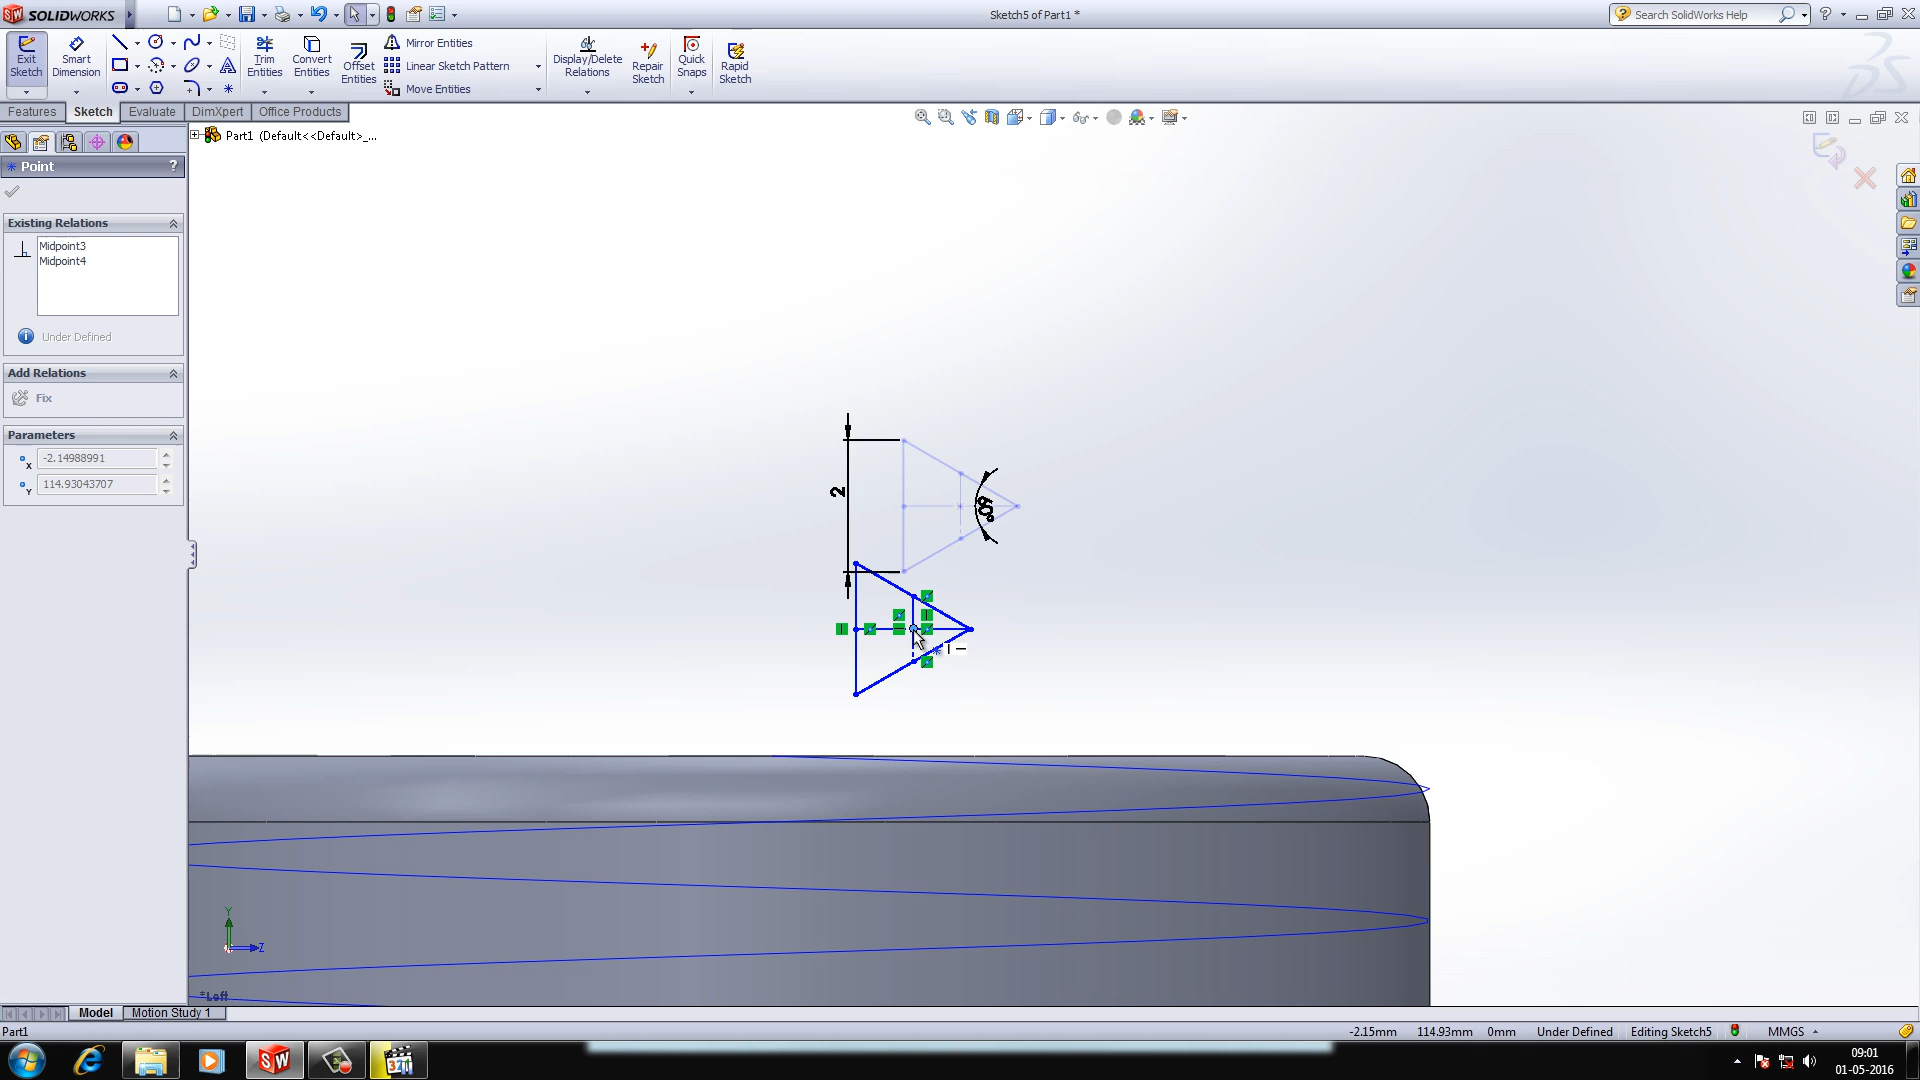 SOLIDWORKS
Sketch5 of Part1 *
Search SolidWorks Help
Exit Sketch
Smart Dimension
Trim Entities
Convert Entities
Offset Entities
Mirror Entities
Linear Sketch Pattern
Move Entities
Display/Delete Relations
Repair Sketch
Quick Snaps
Rapid Sketch
Features
Sketch
Evaluate
DimXpert
Office Products
Part1 (Default<<Default>_...
Point
?
Existing Relations
Midpoint3
Midpoint4
Under Defined
Add Relations
Fix
Parameters
X
-2.14988991
Y
114.93043707
2
60°
Y
Z
*Left
Model
Motion Study 1
Part1
-2.15mm
114.93mm
0mm
Under Defined
Editing Sketch5
MMGS
09:01
01-05-2016